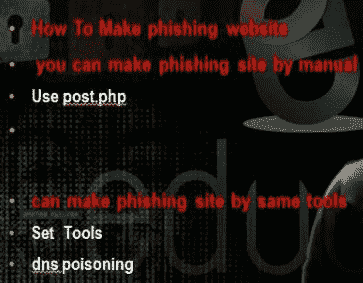 How To Make phishing website
you can make phishing site by manual
Use post.php
can make phishing site by same tools
Set Tools
dns poisoning
edu